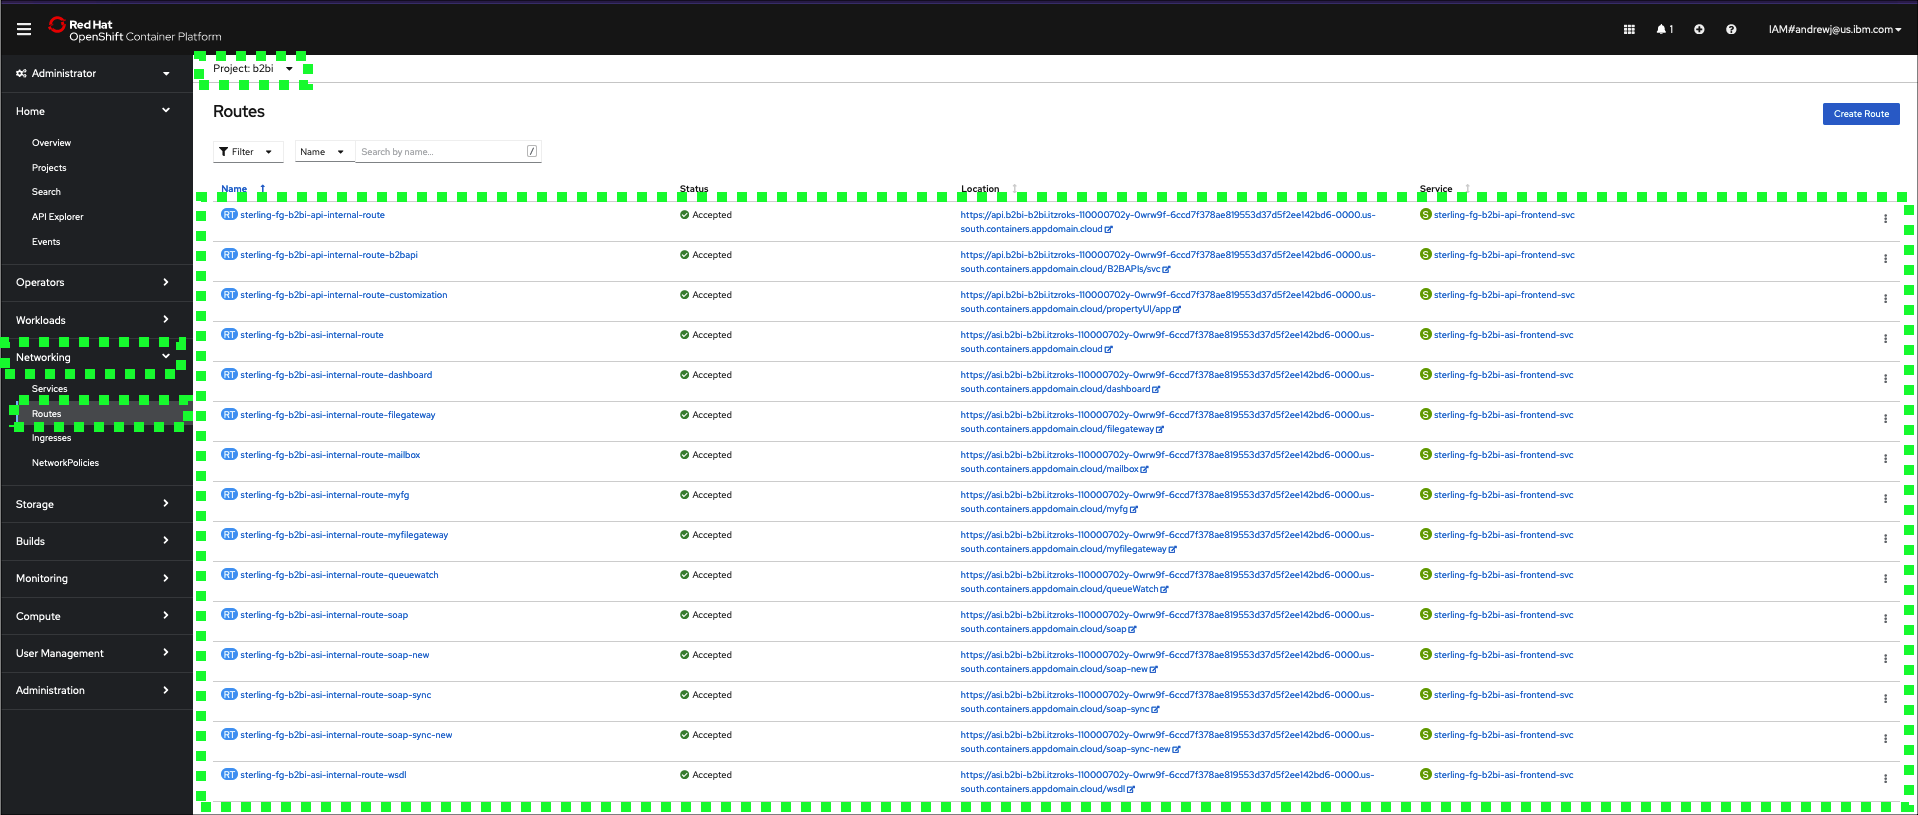 Red Hat
OpenShift Container Platform
1
IAM#andrewj@us.ibm.com
Administrator
Home
Overview
Projects
Search
API Explorer
Events
Operators
Workloads
Networking
Services
Routes
Ingresses
NetworkPolicies
Storage
Builds
Monitoring
Compute
User Management
Administration
Project: b2bi
Routes
Create Route
Filter
Name
Search by name...
/
Name Status Location Service
RT sterling-fg-b2bi-api-internal-route Accepted https://api.b2bi-b2bi.itzroks-110000702y-0wrw9f-6ccd7f378ae819553d37d5f2ee142bd6-0000.us- S sterling-fg-b2bi-api-frontend-svc
south.containers.appdomain.cloud
RT sterling-fg-b2bi-api-internal-route-b2bapi Accepted https://api.b2bi-b2bi.itzroks-110000702y-0wrw9f-6ccd7f378ae819553d37d5f2ee142bd6-0000.us- S sterling-fg-b2bi-api-frontend-svc
south.containers.appdomain.cloud/B2BAPIs/svc
RT sterling-fg-b2bi-api-internal-route-customization Accepted https://api.b2bi-b2bi.itzroks-110000702y-0wrw9f-6ccd7f378ae819553d37d5f2ee142bd6-0000.us- S sterling-fg-b2bi-api-frontend-svc
south.containers.appdomain.cloud/propertyUI/app
RT sterling-fg-b2bi-asi-internal-route Accepted https://asi.b2bi-b2bi.itzroks-110000702y-0wrw9f-6ccd7f378ae819553d37d5f2ee142bd6-0000.us- S sterling-fg-b2bi-asi-frontend-svc
south.containers.appdomain.cloud
RT sterling-fg-b2bi-asi-internal-route-dashboard Accepted https://asi.b2bi-b2bi.itzroks-110000702y-0wrw9f-6ccd7f378ae819553d37d5f2ee142bd6-0000.us- S sterling-fg-b2bi-asi-frontend-svc
south.containers.appdomain.cloud/dashboard
RT sterling-fg-b2bi-asi-internal-route-filegateway Accepted https://asi.b2bi-b2bi.itzroks-110000702y-0wrw9f-6ccd7f378ae819553d37d5f2ee142bd6-0000.us- S sterling-fg-b2bi-asi-frontend-svc
south.containers.appdomain.cloud/filegateway
RT sterling-fg-b2bi-asi-internal-route-mailbox Accepted https://asi.b2bi-b2bi.itzroks-110000702y-0wrw9f-6ccd7f378ae819553d37d5f2ee142bd6-0000.us- S sterling-fg-b2bi-asi-frontend-svc
south.containers.appdomain.cloud/mailbox
RT sterling-fg-b2bi-asi-internal-route-myfg Accepted https://asi.b2bi-b2bi.itzroks-110000702y-0wrw9f-6ccd7f378ae819553d37d5f2ee142bd6-0000.us- S sterling-fg-b2bi-asi-frontend-svc
south.containers.appdomain.cloud/myfg
RT sterling-fg-b2bi-asi-internal-route-myfilegateway Accepted https://asi.b2bi-b2bi.itzroks-110000702y-0wrw9f-6ccd7f378ae819553d37d5f2ee142bd6-0000.us- S sterling-fg-b2bi-asi-frontend-svc
south.containers.appdomain.cloud/myfilegateway
RT sterling-fg-b2bi-asi-internal-route-queuewatch Accepted https://asi.b2bi-b2bi.itzroks-110000702y-0wrw9f-6ccd7f378ae819553d37d5f2ee142bd6-0000.us- S sterling-fg-b2bi-asi-frontend-svc
south.containers.appdomain.cloud/queueWatch
RT sterling-fg-b2bi-asi-internal-route-soap Accepted https://asi.b2bi-b2bi.itzroks-110000702y-0wrw9f-6ccd7f378ae819553d37d5f2ee142bd6-0000.us- S sterling-fg-b2bi-asi-frontend-svc
south.containers.appdomain.cloud/soap
RT sterling-fg-b2bi-asi-internal-route-soap-new Accepted https://asi.b2bi-b2bi.itzroks-110000702y-0wrw9f-6ccd7f378ae819553d37d5f2ee142bd6-0000.us- S sterling-fg-b2bi-asi-frontend-svc
south.containers.appdomain.cloud/soap-new
RT sterling-fg-b2bi-asi-internal-route-soap-sync Accepted https://asi.b2bi-b2bi.itzroks-110000702y-0wrw9f-6ccd7f378ae819553d37d5f2ee142bd6-0000.us- S sterling-fg-b2bi-asi-frontend-svc
south.containers.appdomain.cloud/soap-sync
RT sterling-fg-b2bi-asi-internal-route-soap-sync-new Accepted https://asi.b2bi-b2bi.itzroks-110000702y-0wrw9f-6ccd7f378ae819553d37d5f2ee142bd6-0000.us- S sterling-fg-b2bi-asi-frontend-svc
south.containers.appdomain.cloud/soap-sync-new
RT sterling-fg-b2bi-asi-internal-route-wsdl Accepted https://asi.b2bi-b2bi.itzroks-110000702y-0wrw9f-6ccd7f378ae819553d37d5f2ee142bd6-0000.us- S sterling-fg-b2bi-asi-frontend-svc
south.containers.appdomain.cloud/wsdl